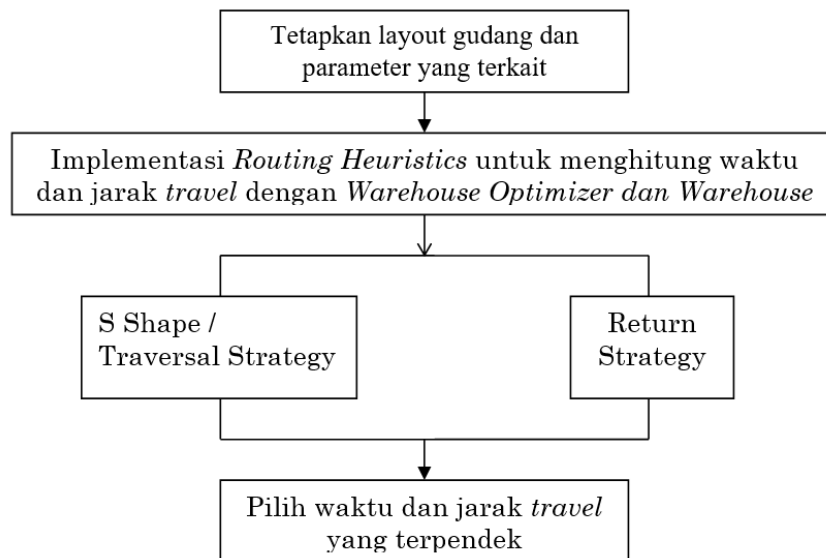 Tetapkan layout gudang dan
parameter yang terkait
Implementasi Routing Heuristics untuk menghitung waktu
dan jarak travel dengan Warehouse Optimizer dan Warehouse
S Shape /
Traversal Strategy
Return
Strategy
Pilih waktu dan jarak travel
yang terpendek